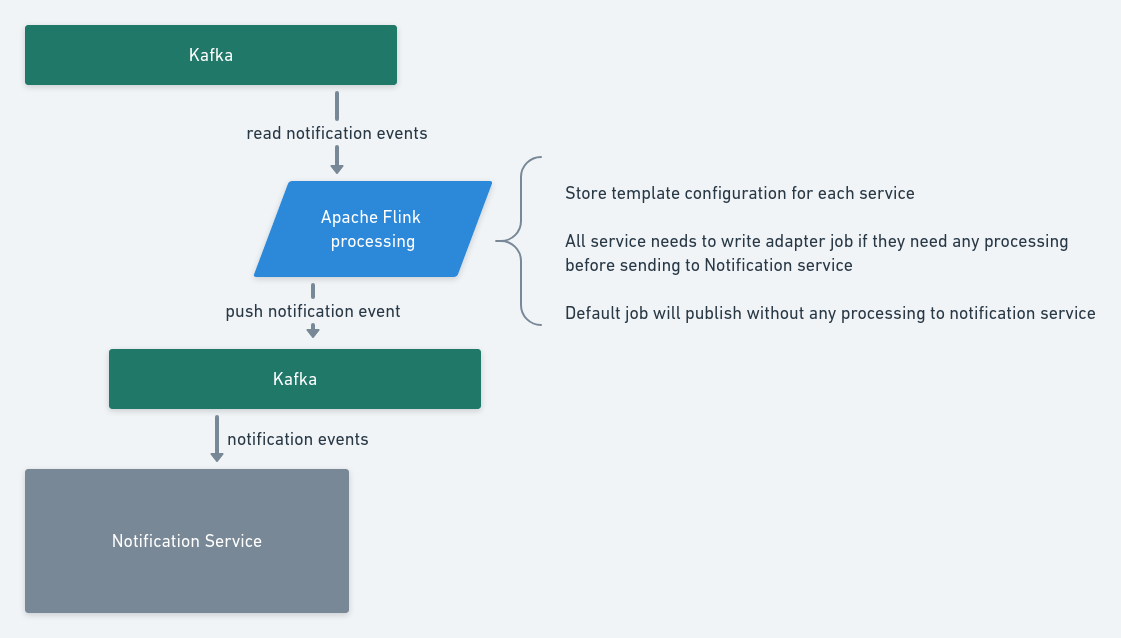 Kafka
read notification events
Apache Flink
processing
Store template configuration for each service
All service needs to write adapter job if they need any processing
before sending to Notification service
Default job will publish without any processing to notification service
push notification event
Kafka
notification events
Notification Service